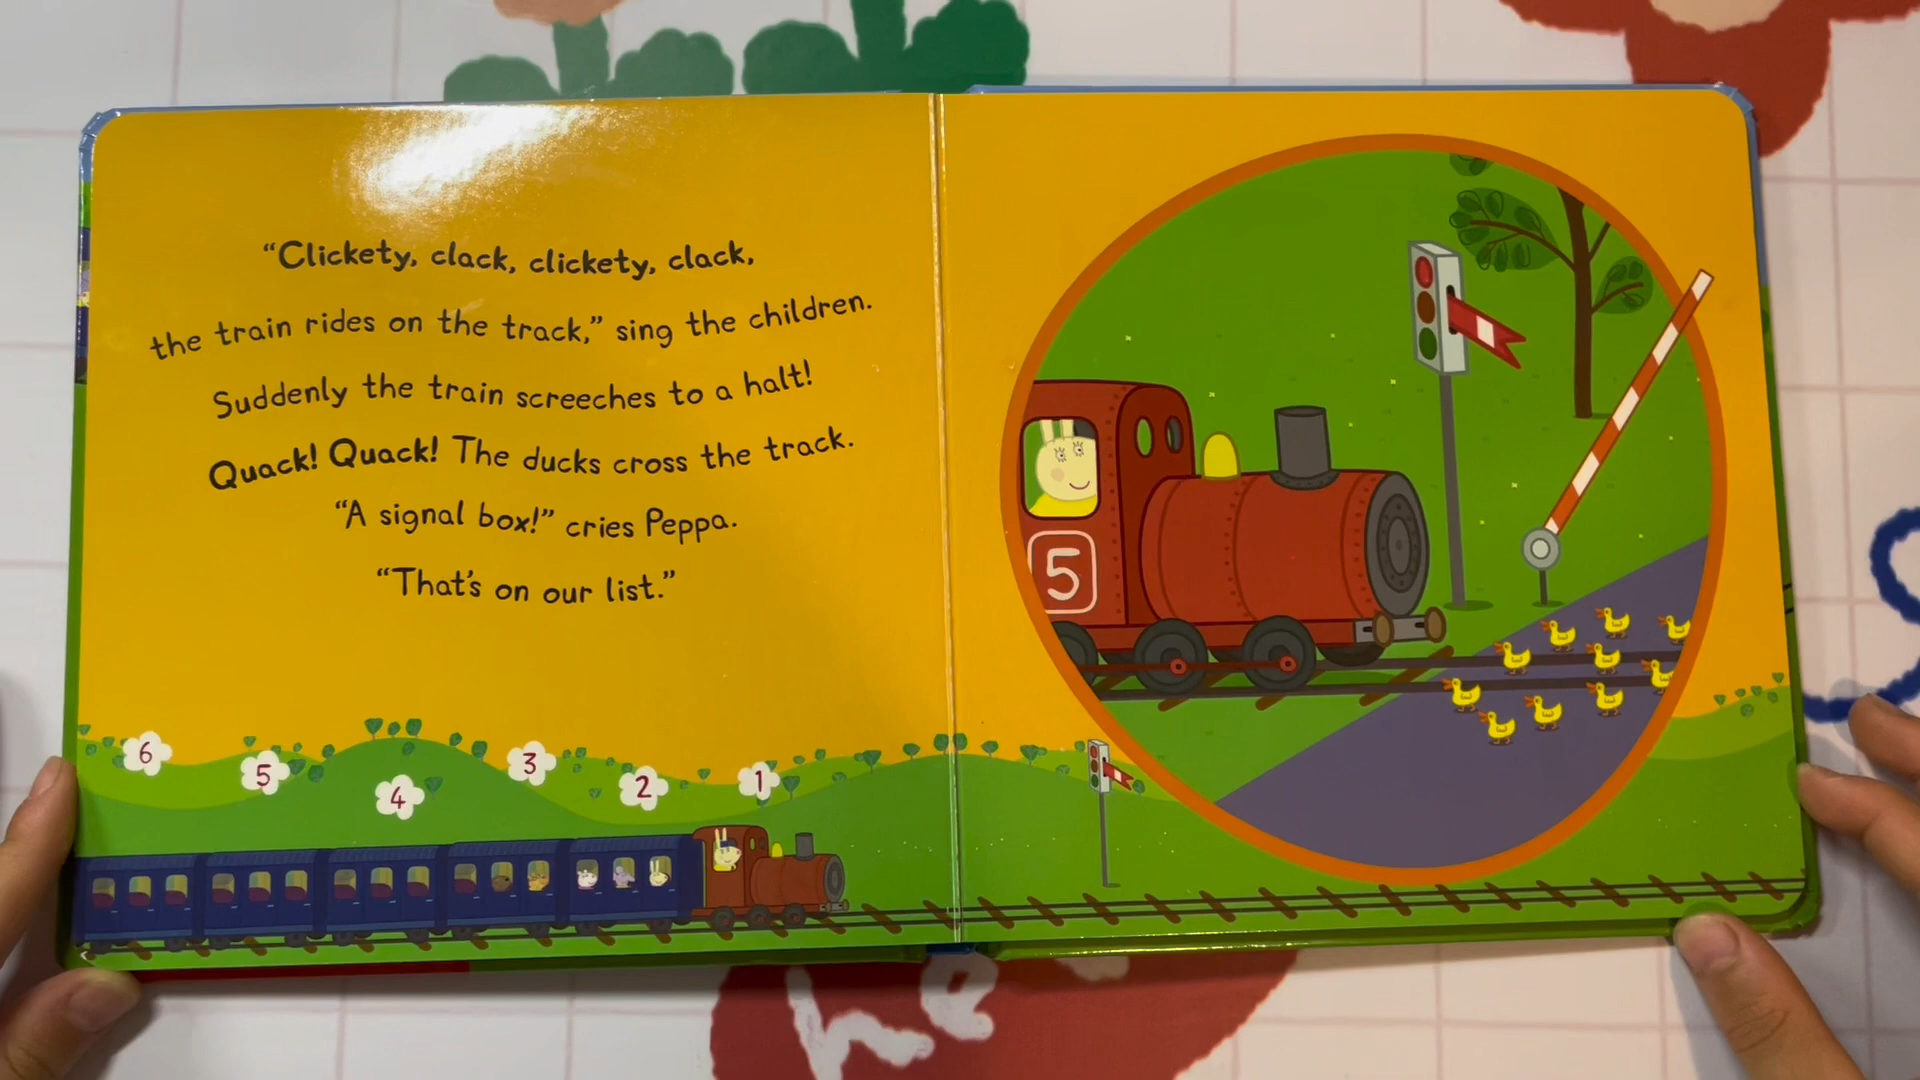 “Clickety, clack, clickety, clack,
the train rides on the track,” sing the children.
Suddenly the train screeches to a halt!
Quack! Quack! The ducks cross the track.
“A signal box!” cries Peppa.
“That’s on our list.”
5
6
5
4
3
2
1
he